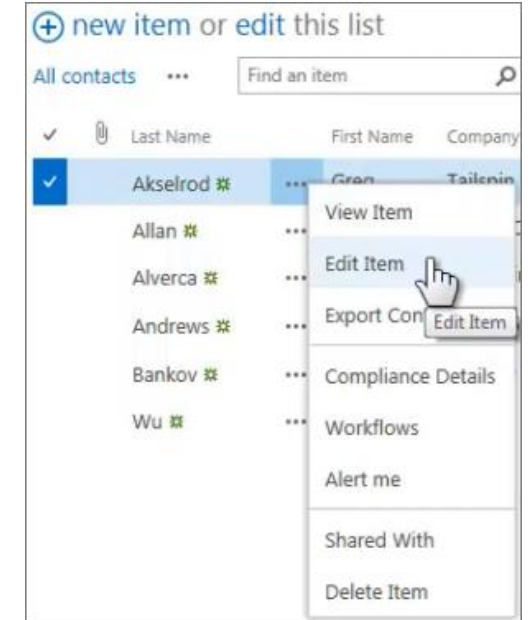 new item or edit this list
All contacts ••• Find an item
Last Name First Name Company
Akselrod ••• Greg Tailspin
Allan •••
Alverca •••
Andrews •••
Bankov •••
Wu •••
View Item
Edit Item
Export Con
Edit Item
Compliance Details
Workflows
Alert me
Shared With
Delete Item